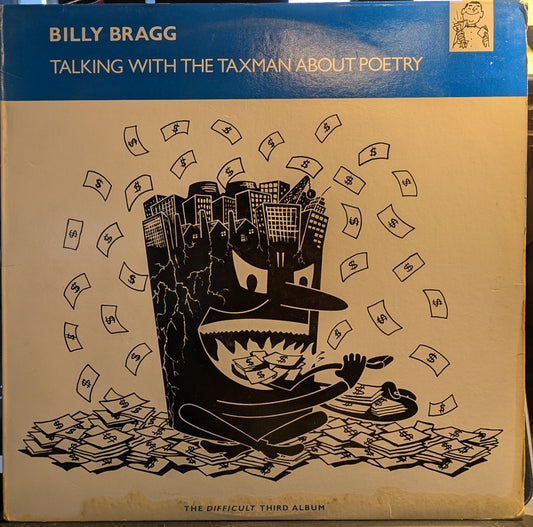 BILLY BRAGG
TALKING WITH THE TAXMAN ABOUT POETRY
THE DIFFICULT THIRD ALBUM